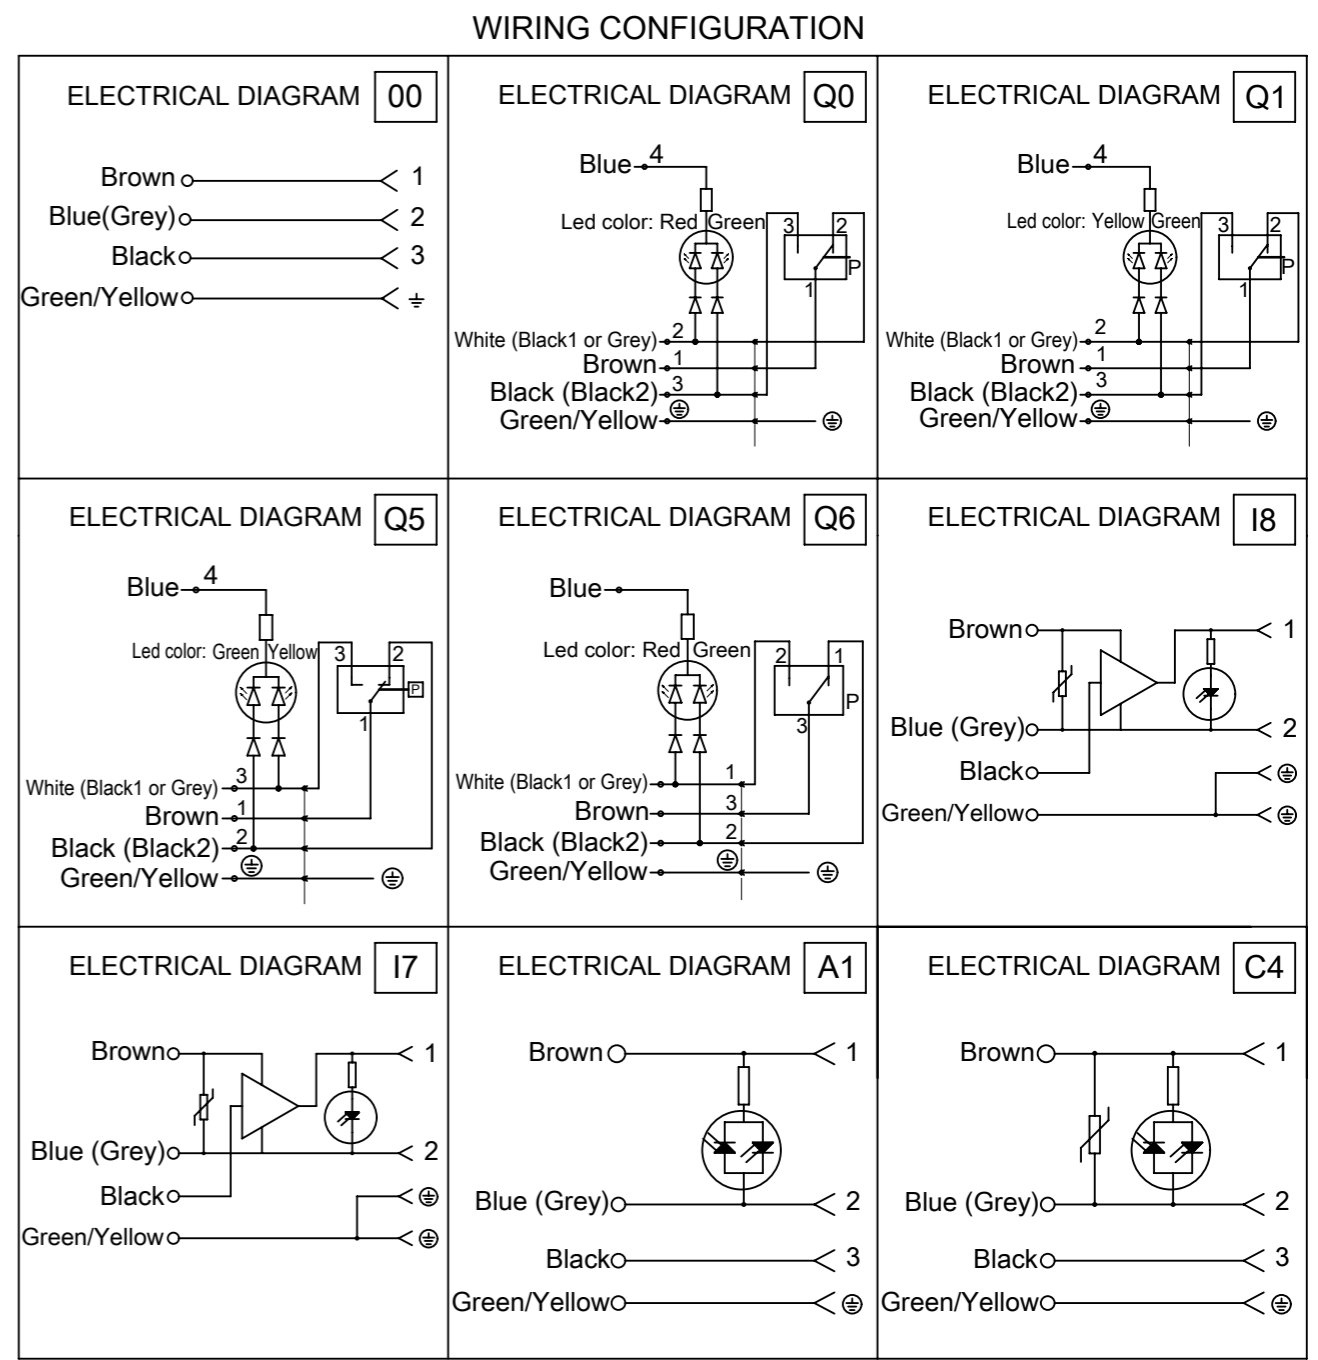 WIRING CONFIGURATION
ELECTRICAL DIAGRAM 00
Brown 1
Blue(Grey) 2
Black 3
Green/Yellow
ELECTRICAL DIAGRAM Q0
Blue 4
Led color: Red Green
3 2
P
1
White (Black1 or Grey) 2
Brown 1
Black (Black2) 3
Green/Yellow
ELECTRICAL DIAGRAM Q1
Blue 4
Led color: Yellow Green
3 2
P
1
White (Black1 or Grey) 2
Brown 1
Black (Black2) 3
Green/Yellow
ELECTRICAL DIAGRAM Q5
Blue 4
Led color: Green Yellow
3 2
P
1
White (Black1 or Grey) 3
Brown 1
Black (Black2) 2
Green/Yellow
ELECTRICAL DIAGRAM Q6
Blue
Led color: Red Green
2 1
P
3
White (Black1 or Grey) 1
Brown 3
Black (Black2) 2
Green/Yellow
ELECTRICAL DIAGRAM I8
Brown 1
Blue (Grey) 2
Black
Green/Yellow
ELECTRICAL DIAGRAM I7
Brown 1
Blue (Grey) 2
Black
Green/Yellow
ELECTRICAL DIAGRAM A1
Brown 1
Blue (Grey) 2
Black 3
Green/Yellow
ELECTRICAL DIAGRAM C4
Brown 1
Blue (Grey) 2
Black 3
Green/Yellow